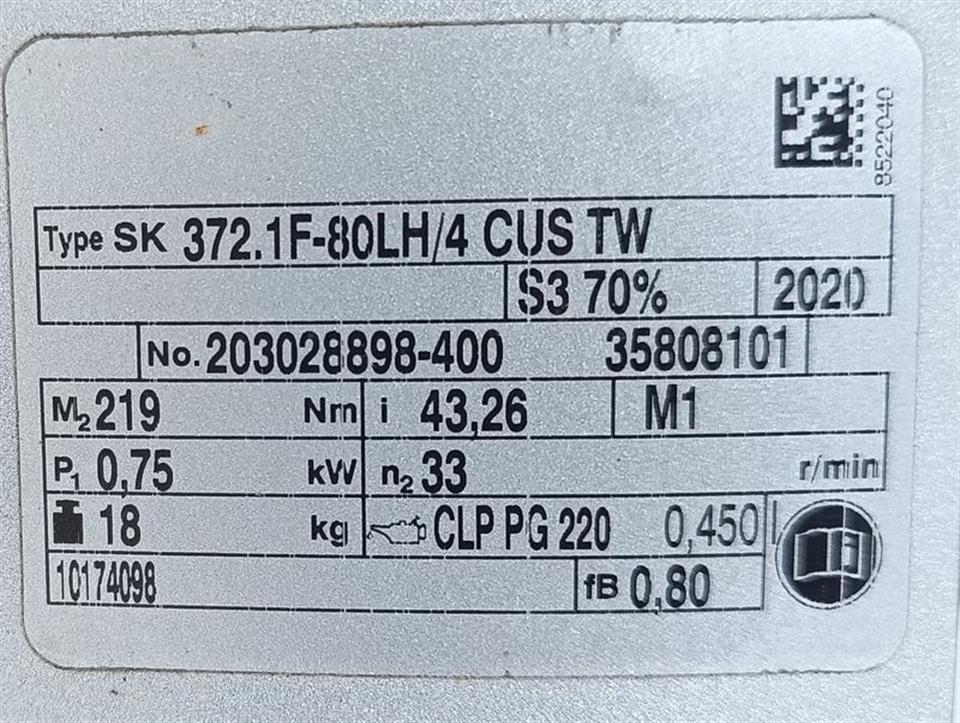 8522040
Type SK 372.1F-80LH/4 CUS TW
S3 70% 2020
No. 203028898-400 35808101
M2 219 Nm i 43,26 M1
P1 0,75 kW n2 33 r/min
18 kg CLP PG 220 0,450 l
10174098 fB 0,80